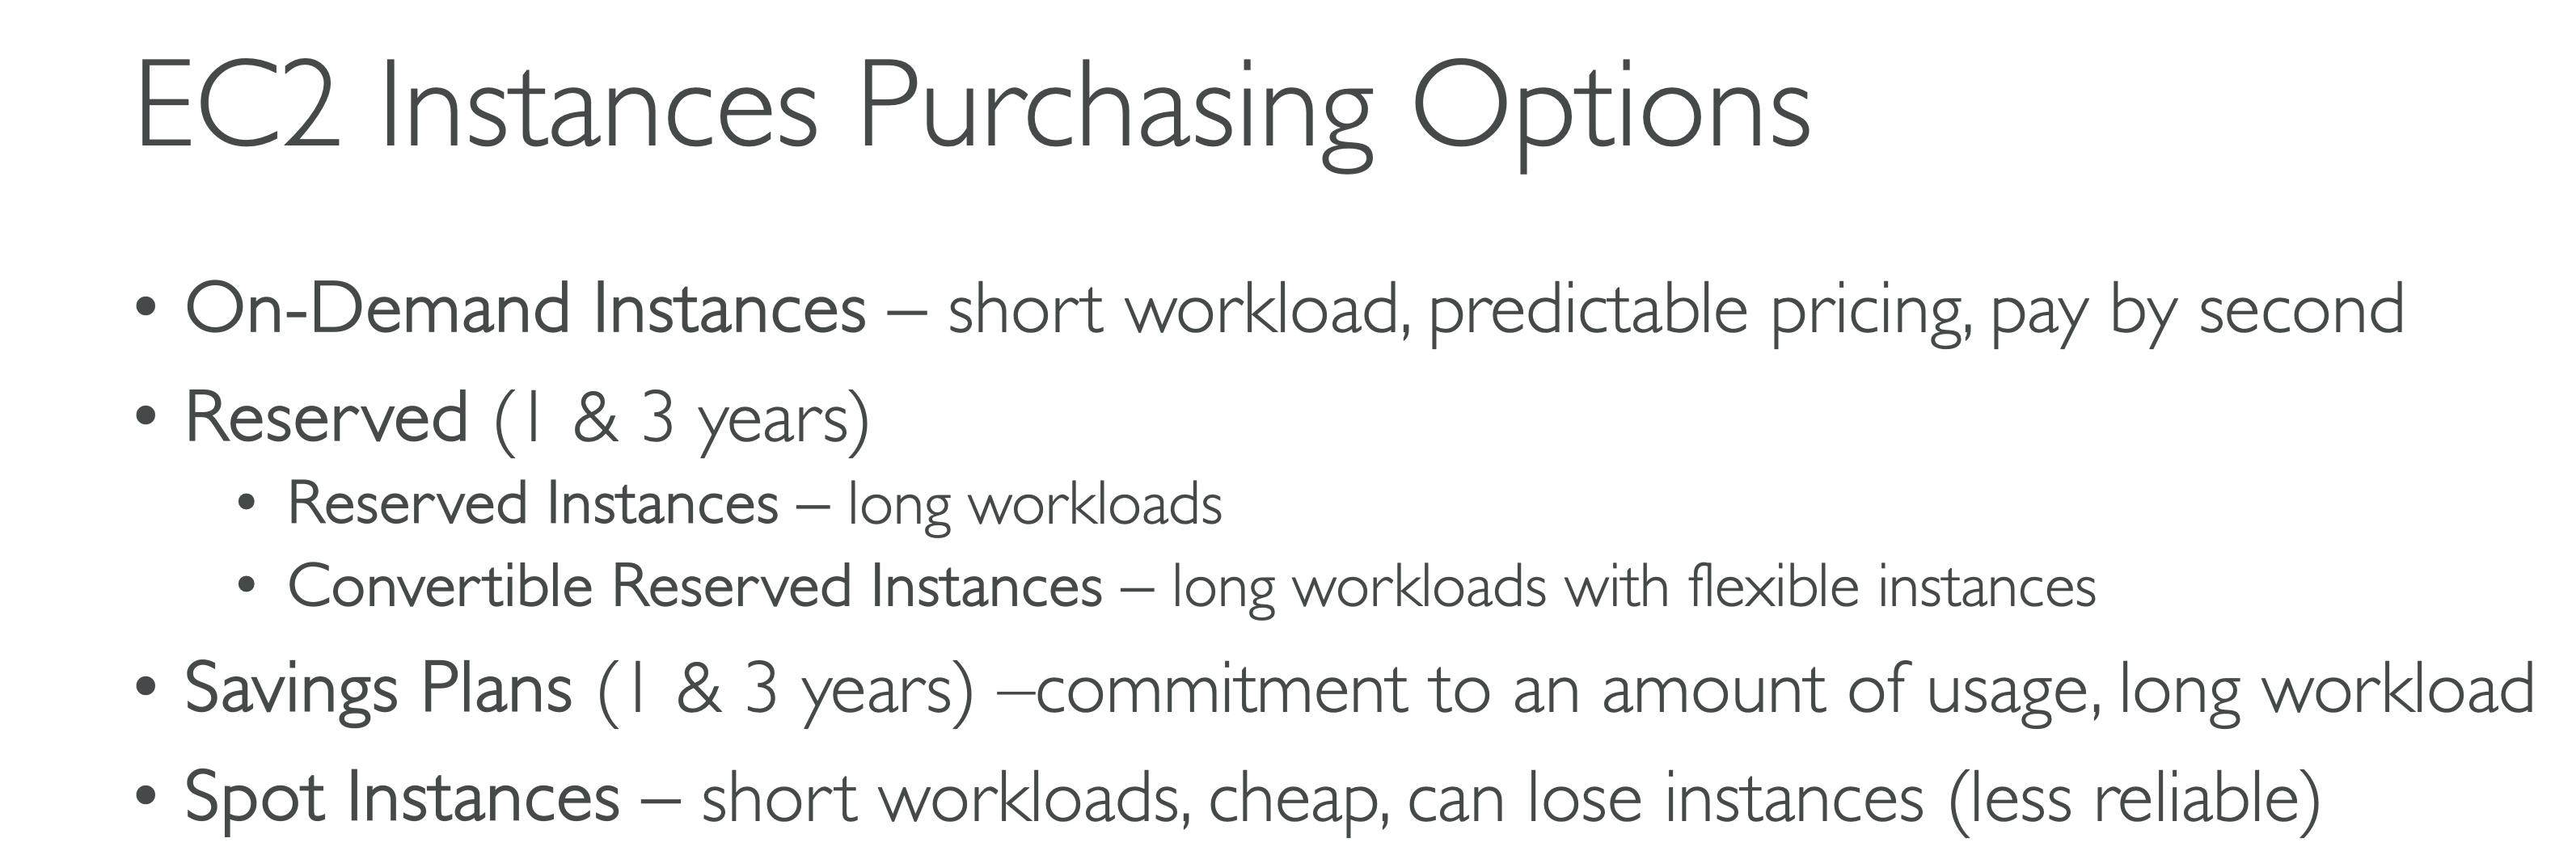 EC2 Instances Purchasing Options
• On-Demand Instances – short workload, predictable pricing, pay by second
• Reserved (1 & 3 years)
• Reserved Instances – long workloads
• Convertible Reserved Instances – long workloads with flexible instances
• Savings Plans (1 & 3 years) –commitment to an amount of usage, long workload
• Spot Instances – short workloads, cheap, can lose instances (less reliable)